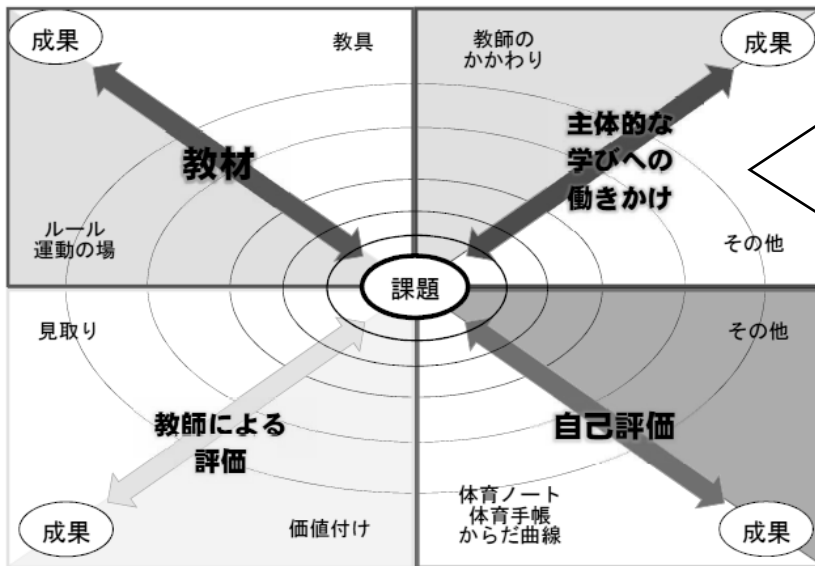 成果
教具
教師の
かかわり
成果
教材
主体的な
学びへの
働きかけ
ルール
運動の場
その他
課題
見取り
その他
教師による
評価
自己評価
成果
価値付け
体育ノート
体育手帳
からだ曲線
成果